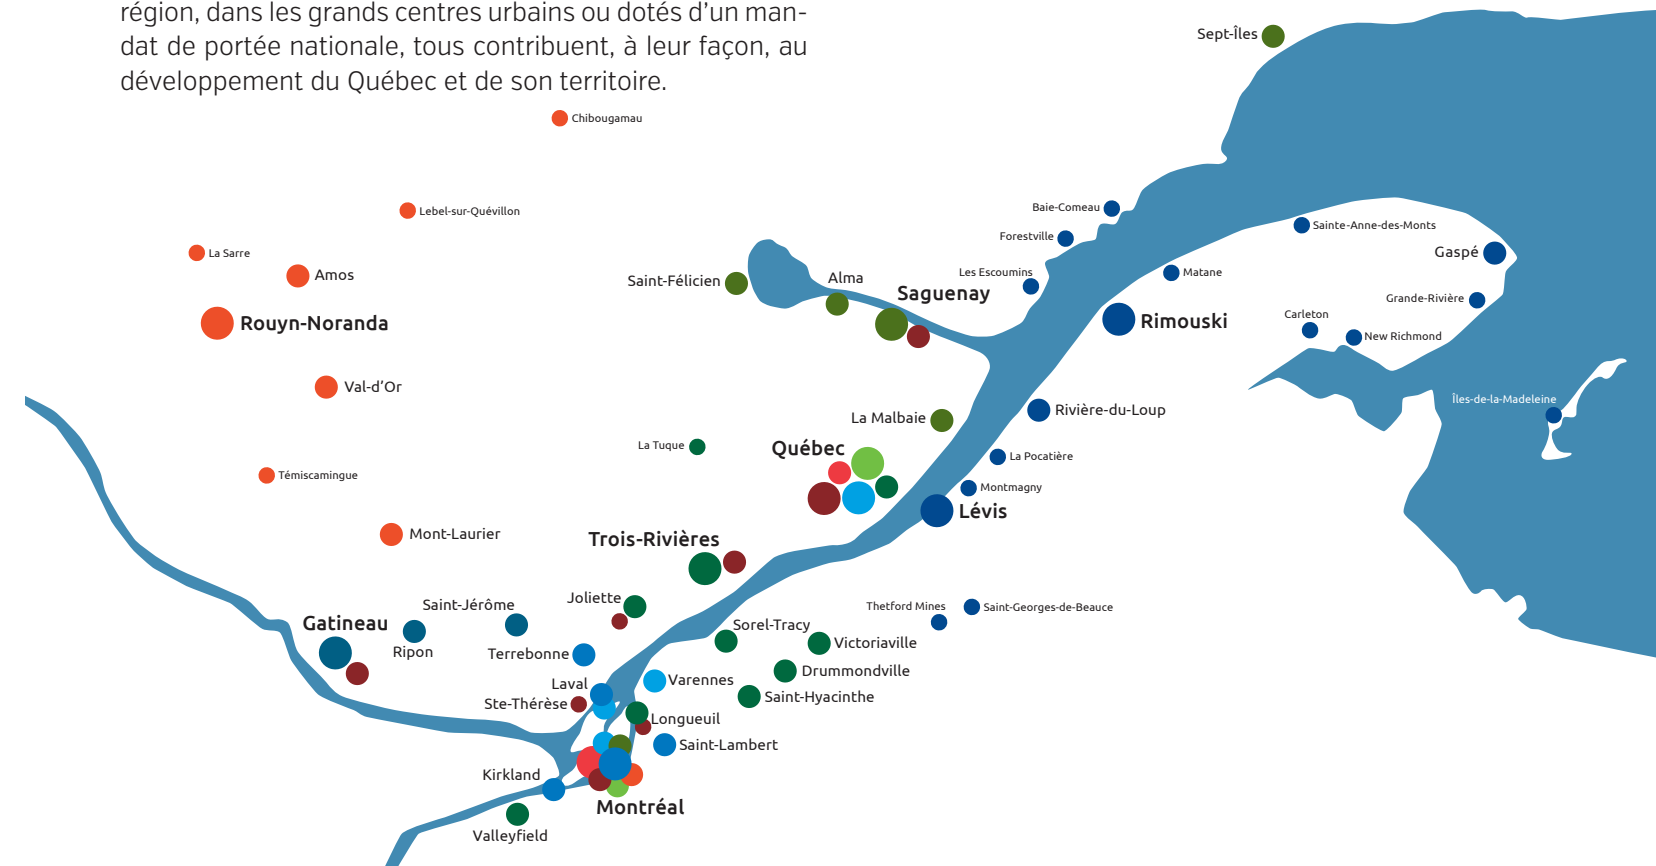 région, dans les grands centres urbains ou dotés d’un man-
dat de portée nationale, tous contribuent, à leur façon, au
développement du Québec et de son territoire.
Sept-Îles
Chibougamau
Lebel-sur-Quévillon
Baie-Comeau
Sainte-Anne-des-Monts
Forestville
La Sarre
Gaspé
Amos
Saint-Félicien
Alma
Les Escoumins
Matane
Saguenay
Grande-Rivière
Carleton
Rouyn-Noranda
Rimouski
New Richmond
Val-d’Or
Îles-de-la-Madeleine
La Malbaie
Rivière-du-Loup
La Tuque
Québec
La Pocatière
Témiscamingue
Montmagny
Lévis
Mont-Laurier
Trois-Rivières
Joliette
Saint-Jérôme
Thetford Mines
Saint-Georges-de-Beauce
Gatineau
Sorel-Tracy
Victoriaville
Ripon
Terrebonne
Drummondville
Laval
Varennes
Saint-Hyacinthe
Ste-Thérèse
Longueuil
Saint-Lambert
Kirkland
Montréal
Valleyfield